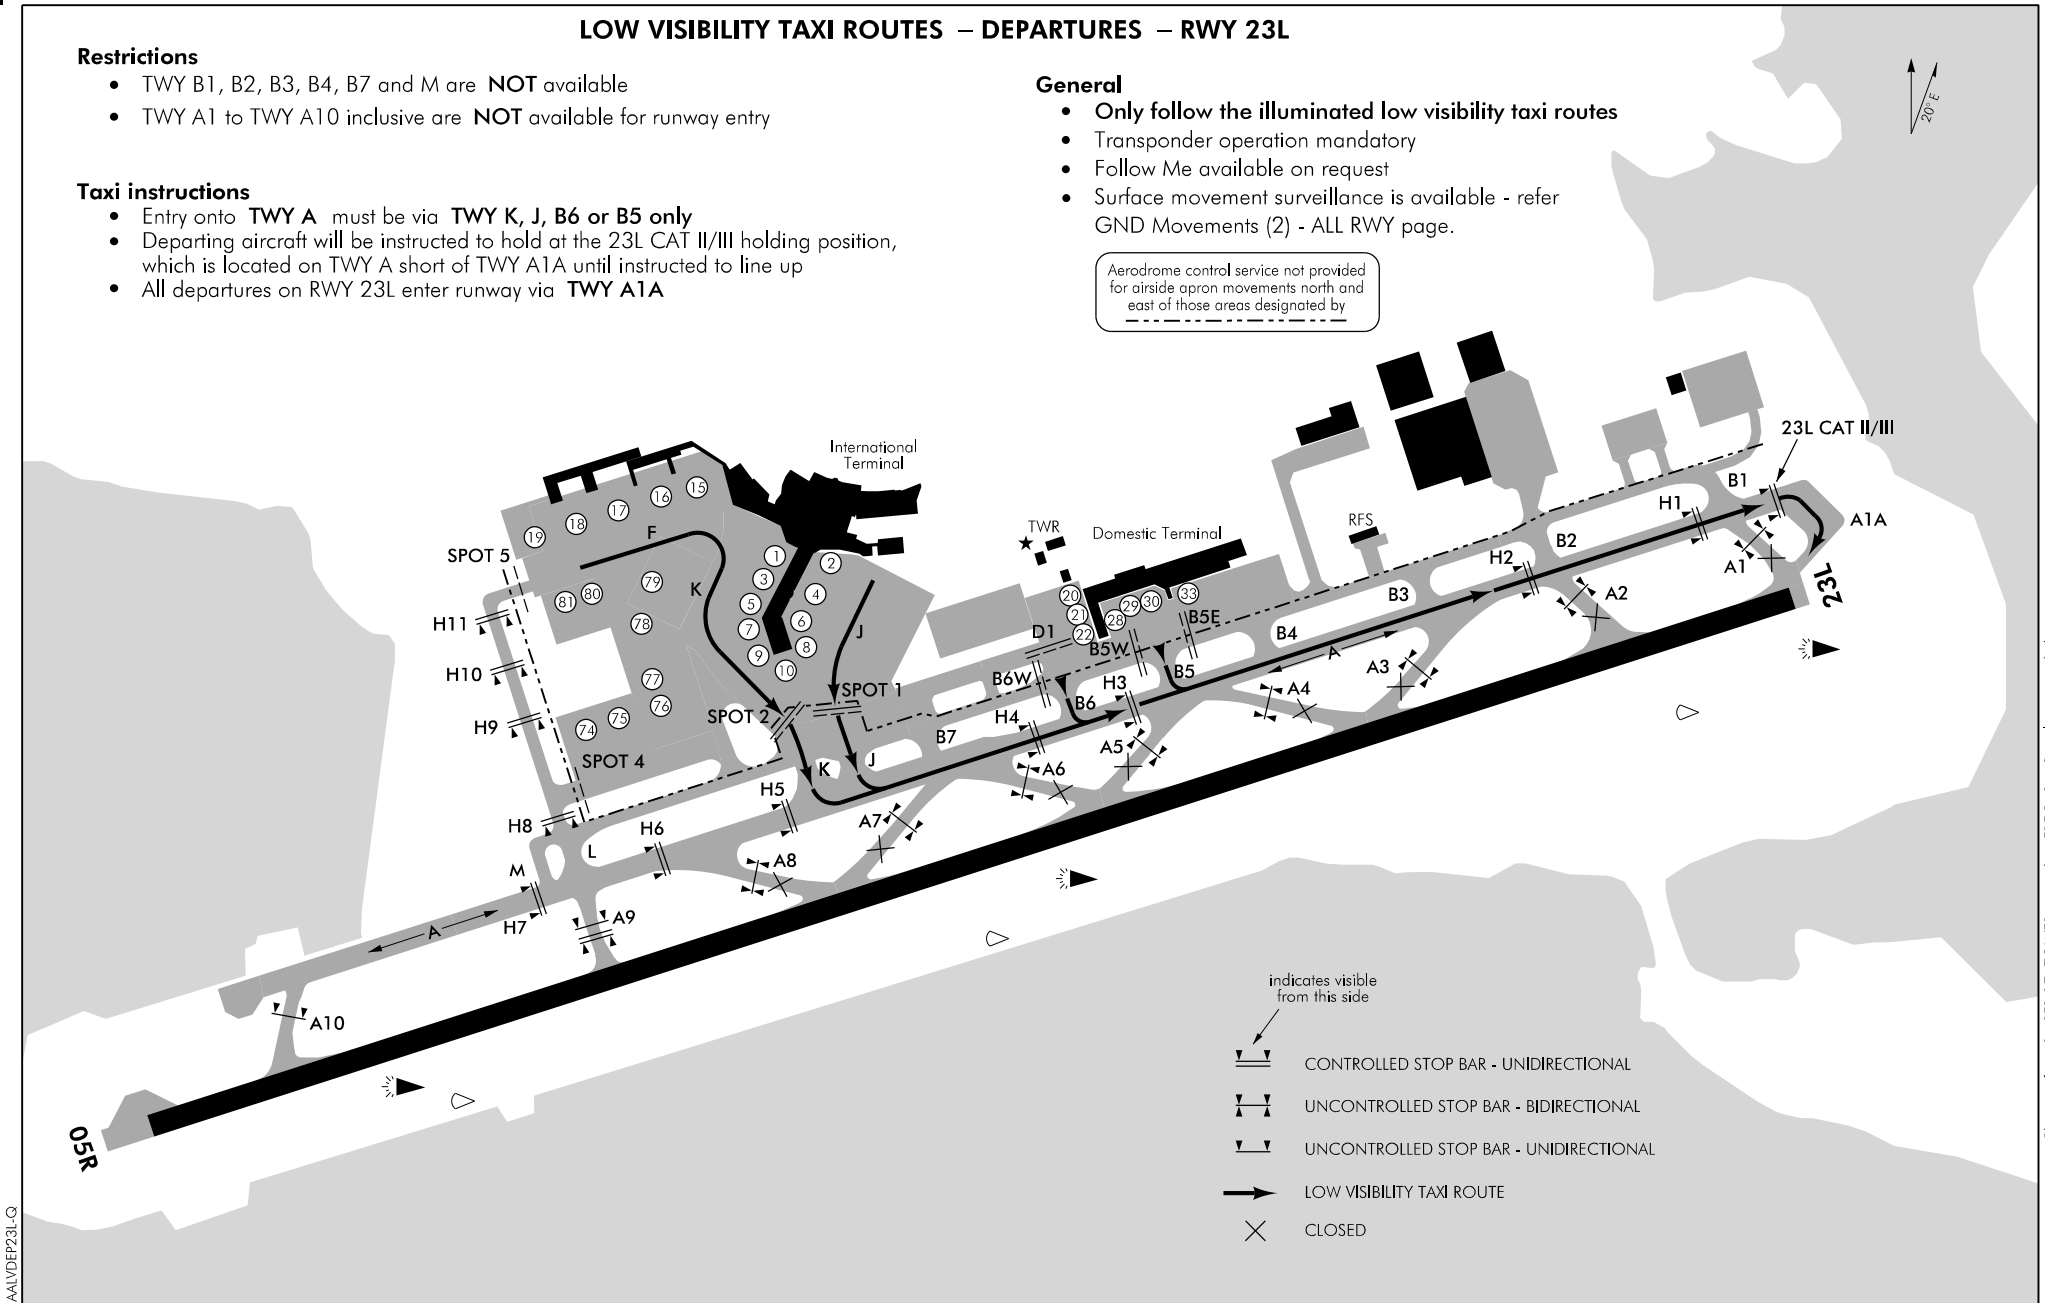 LOW VISIBILITY TAXI ROUTES – DEPARTURES – RWY 23L
Restrictions
• TWY B1, B2, B3, B4, B7 and M are NOT available
• TWY A1 to TWY A10 inclusive are NOT available for runway entry
Taxi instructions
• Entry onto TWY A must be via TWY K, J, B6 or B5 only
• Departing aircraft will be instructed to hold at the 23L CAT II/III holding position,
which is located on TWY A short of TWY A1A until instructed to line up
• All departures on RWY 23L enter runway via TWY A1A
General
• Only follow the illuminated low visibility taxi routes
• Transponder operation mandatory
• Follow Me available on request
• Surface movement surveillance is available - refer
GND Movements (2) - ALL RWY page.
Aerodrome control service not provided
for airside apron movements north and
east of those areas designated by
20° E
International
Terminal
TWR
Domestic Terminal
RFS
23L CAT II/III
B1
A1A
H1
B2
H2
A1
23L
A2
B3
B4
B5E
B5W
B5
A
A3
A4
D1
B6W
B6
H3
H4
B7
A5
A6
15
16
17
18
19
F
SPOT 5
K
79
80
81
78
77
76
75
74
1
2
3
4
5
6
7
8
9
10
J
20
21
22
28
29
30
33
SPOT 1
SPOT 2
SPOT 4
H11
H10
H9
H8
K
J
H5
H6
A7
A8
L
M
H7
A9
A
A10
05R
indicates visible
from this side
CONTROLLED STOP BAR - UNIDIRECTIONAL
UNCONTROLLED STOP BAR - BIDIRECTIONAL
UNCONTROLLED STOP BAR - UNIDIRECTIONAL
LOW VISIBILITY TAXI ROUTE
CLOSED
AALVDEP23L-Q